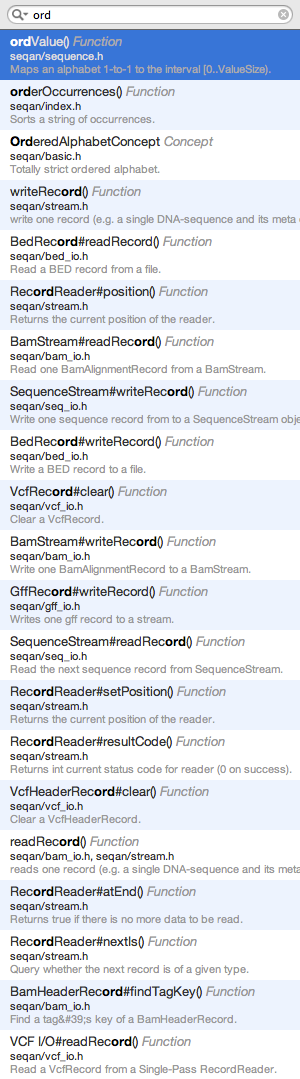 ord
ordValue() Function
seqan/sequence.h
Maps an alphabet 1-to-1 to the interval [0..ValueSize).
orderOccurrences() Function
seqan/index.h
Sorts a string of occurrences.
OrderedAlphabetConcept Concept
seqan/basic.h
Totally strict ordered alphabet.
writeRecord() Function
seqan/stream.h
write one record (e.g. a single DNA-sequence and its meta
BedRecord#readRecord() Function
seqan/bed_io.h
Read a BED record from a file.
RecordReader#position() Function
seqan/stream.h
Returns the current position of the reader.
BamStream#readRecord() Function
seqan/bam_io.h
Read one BamAlignmentRecord from a BamStream.
SequenceStream#writeRecord() Function
seqan/seq_io.h
Write one sequence record from to a SequenceStream obje
BedRecord#writeRecord() Function
seqan/bed_io.h
Write a BED record to a file.
VcfRecord#clear() Function
seqan/vcf_io.h
Clear a VcfRecord.
BamStream#writeRecord() Function
seqan/bam_io.h
Write one BamAlignmentRecord to a BamStream.
GffRecord#writeRecord() Function
seqan/gff_io.h
Writes one gff record to a stream.
SequenceStream#readRecord() Function
seqan/seq_io.h
Read the next sequence record from SequenceStream.
RecordReader#setPosition() Function
seqan/stream.h
Returns the current position of the reader.
RecordReader#resultCode() Function
seqan/stream.h
Returns int current status code for reader (0 on success).
VcfHeaderRecord#clear() Function
seqan/vcf_io.h
Clear a VcfHeaderRecord.
readRecord() Function
seqan/bam_io.h, seqan/stream.h
reads one record (e.g. a single DNA-sequence and its meta
RecordReader#atEnd() Function
seqan/stream.h
Returns true if there is no more data to be read.
RecordReader#nextIs() Function
seqan/stream.h
Query whether the next record is of a given type.
BamHeaderRecord#findTagKey() Function
seqan/bam_io.h
Find a tag&#39;s key of a BamHeaderRecord.
VCF I/O#readRecord() Function
seqan/vcf_io.h
Read a VcfRecord from a Single-Pass RecordReader.